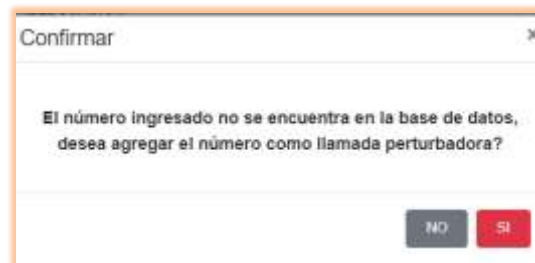 Confirmar
x
El número ingresado no se encuentra en la base de datos,
desea agregar el número como llamada perturbadora?
NO SI